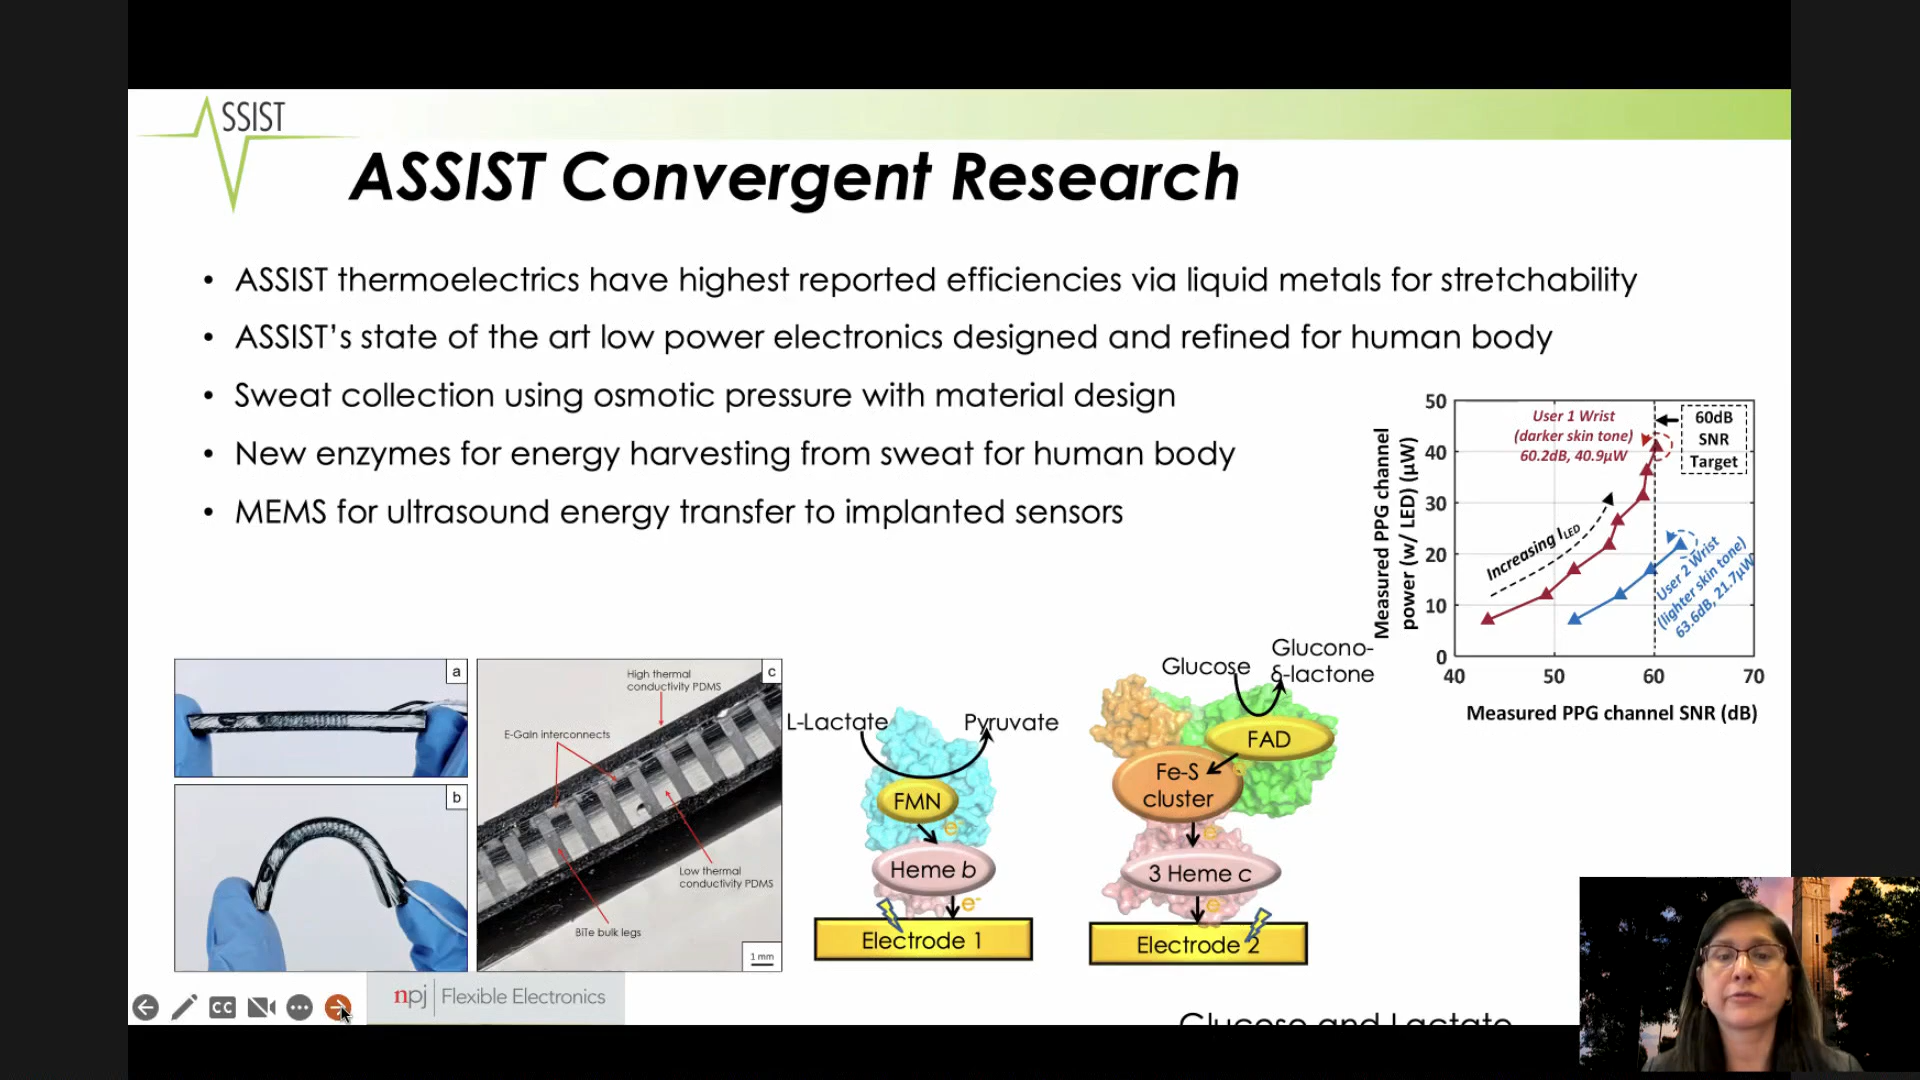 SSIST
ASSIST Convergent Research
• ASSIST thermoelectrics have highest reported efficiencies via liquid metals for stretchability
• ASSIST's state of the art low power electronics designed and refined for human body
• Sweat collection using osmotic pressure with material design
• New enzymes for energy harvesting from sweat for human body
• MEMS for ultrasound energy transfer to implanted sensors
50
40
30
20
10
0
40 50 60 70
Measured PPG channel
power (w/ LED) (μW)
Measured PPG channel SNR (dB)
User 1 Wrist
(darker skin tone)
60.2dB, 40.9μW
60dB
SNR
Target
Increasing ILED
User 2 Wrist
(lighter skin tone)
63.6dB, 21.7μW
a
b
c
High thermal
conductivity PDMS
E-GaIn interconnects
Low thermal
conductivity PDMS
BiTe bulk legs
1 mm
L-Lactate
Pyruvate
FMN
e-
Heme b
e-
Electrode 1
Glucose
Glucono-
δ-lactone
FAD
Fe-S
cluster
e
3 Heme c
e
Electrode 2
CC
npj Flexible Electronics
Glucose and Lactate